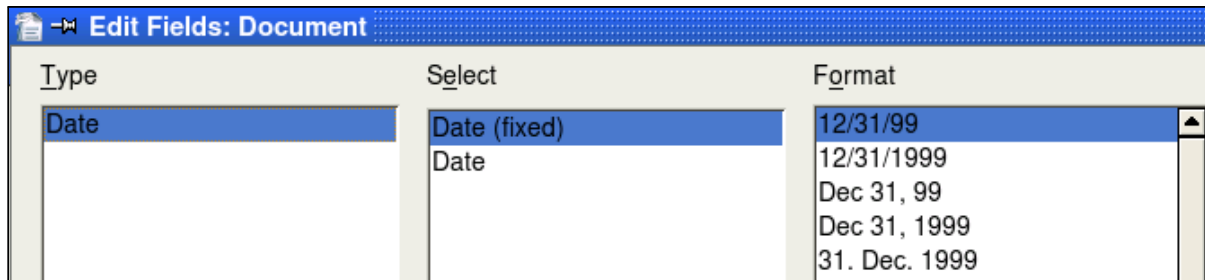 Edit Fields: Document
Type
Select
Format
Date
Date (fixed)
Date
12/31/99
12/31/1999
Dec 31, 99
Dec 31, 1999
31. Dec. 1999